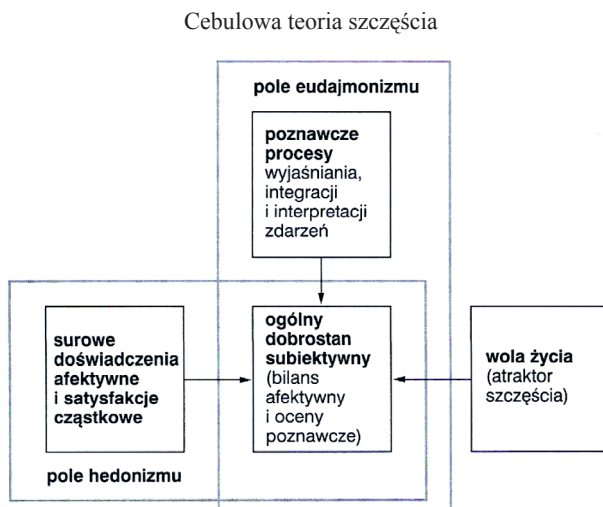 Cebulowa teoria szczęścia
pole eudajmonizmu
poznawcze
procesy
wyjaśniania,
integracji
i interpretacji
zdarzeń
surowe
doświadczenia
afektywne
i satysfakcje
cząstkowe
ogólny
dobrostan
subiektywny
(bilans
afektywny
i oceny
poznawcze)
wola życia
(atraktor
szczęścia)
pole hedonizmu